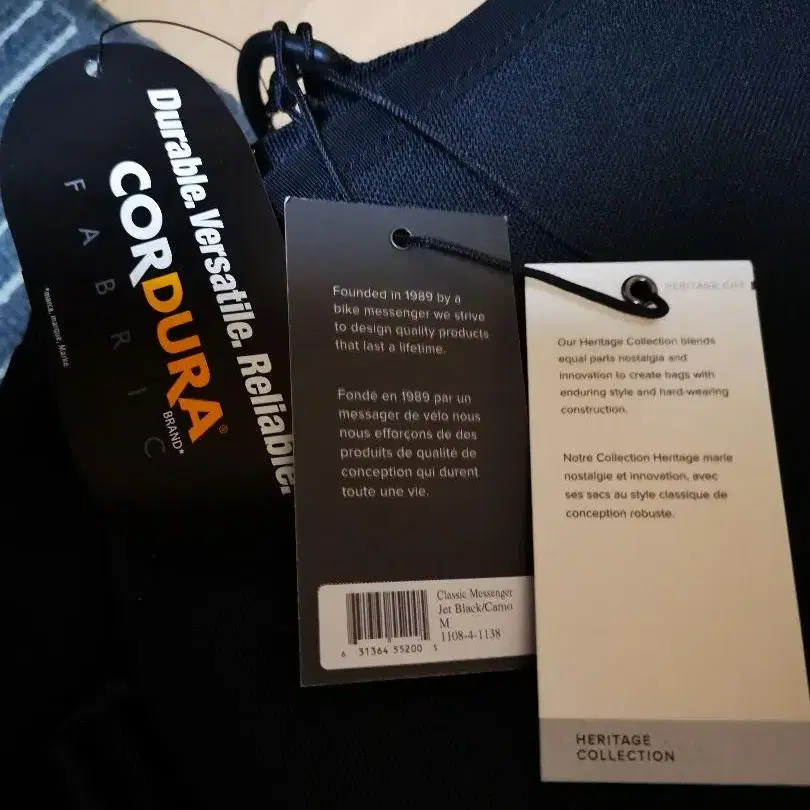 Durable. Versatile. Reliable.
CORDURA®
BRAND*
FABRIC
*marca, marque, Marke
Founded in 1989 by a
bike messenger we strive
to design quality products
that last a lifetime.
Fondé en 1989 par un
messager de vélo nous
nous efforçons de des
produits de qualité de
conception qui durent
toute une vie.
Classic Messenger
Jet Black/Camo
M
1108-4-1138
6 31364 55200 5
HERITAGE
Our Heritage Collection blends
equal parts nostalgia and
innovation to create bags with
enduring style and hard-wearing
construction.
Notre Collection Heritage marie
nostalgie et innovation, avec
ses sacs au style classique de
conception robuste.
HERITAGE
COLLECTION